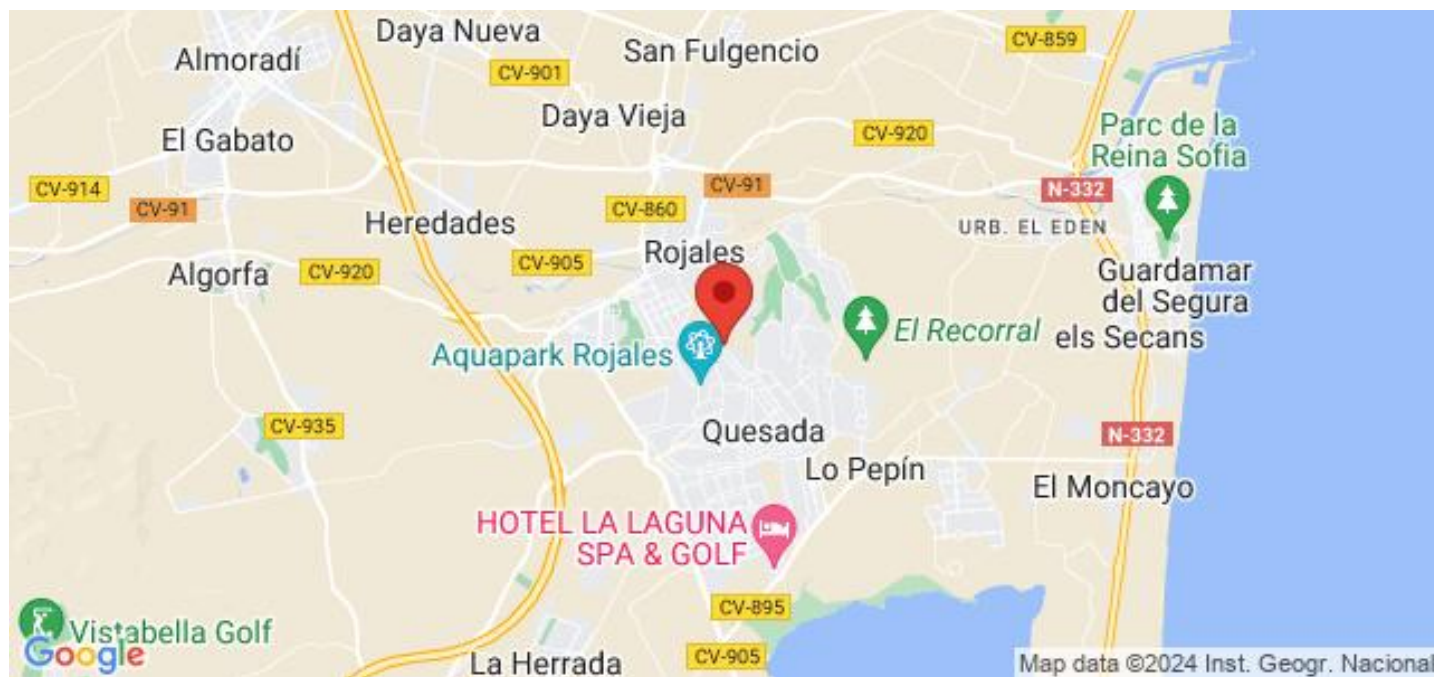 Daya Nueva
CV-859
Almoradí
San Fulgencio
CV-901
Daya Vieja
Parc de la
Reina Sofia
El Gabato
CV-920
CV-914
CV-91
N-332
CV-91
CV-860
Heredades
URB. EL EDEN
Rojales
CV-905
Algorfa
CV-920
Guardamar
del Segura
El Recorral
els Secans
Aquapark Rojales
CV-935
Quesada
N-332
Lo Pepín
El Moncayo
HOTEL LA LAGUNA
SPA & GOLF
CV-895
Vistabella Golf
Google
La Herrada
CV-905
Map data ©2024 Inst. Geogr. Nacional